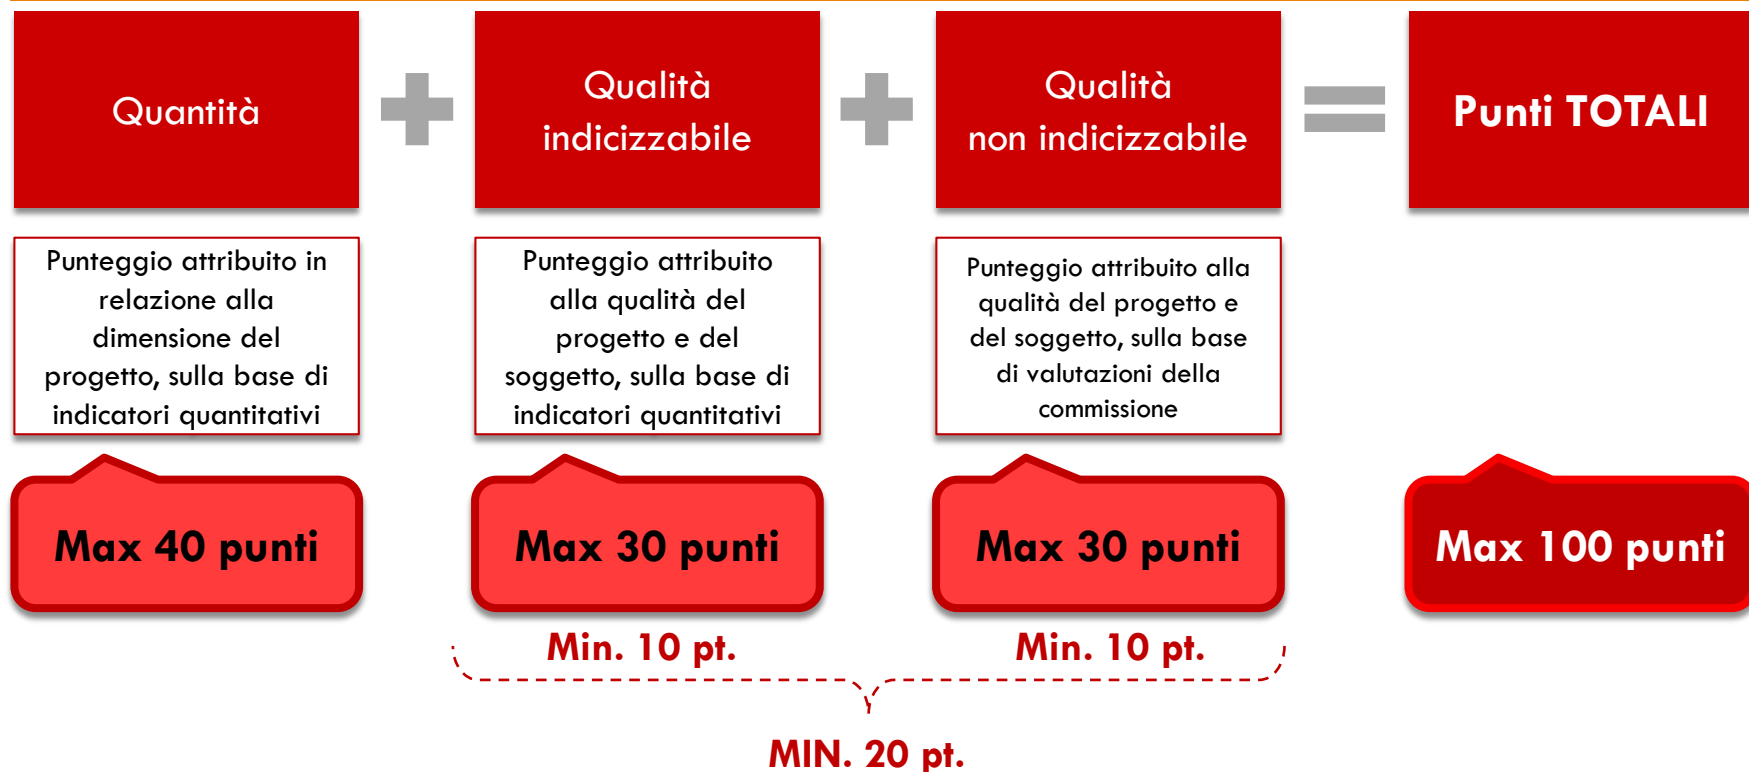 Quantità
Qualità
indicizzabile
Qualità
non indicizzabile
Punti TOTALI
Punteggio attribuito in
relazione alla
dimensione del
progetto, sulla base di
indicatori quantitativi
Punteggio attribuito
alla qualità del
progetto e del
soggetto, sulla base di
indicatori quantitativi
Punteggio attribuito alla
qualità del progetto e
del soggetto, sulla base
di valutazioni della
commissione
Max 40 punti
Max 30 punti
Max 30 punti
Max 100 punti
Min. 10 pt.
Min. 10 pt.
MIN. 20 pt.